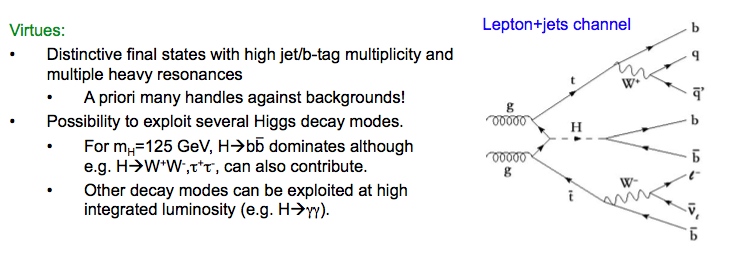 Virtues:
• Distinctive final states with high jet/b-tag multiplicity and
multiple heavy resonances
• A priori many handles against backgrounds!
• Possibility to exploit several Higgs decay modes.
• For mH=125 GeV, H→bb̄ dominates although
e.g. H→W+W-,τ+τ-, can also contribute.
• Other decay modes can be exploited at high
integrated luminosity (e.g. H→γγ).
Lepton+jets channel
b
q
t
W+
q̄'
g
H
b
g
b̄
W-
ℓ-
t̄
ν̄ℓ
b̄